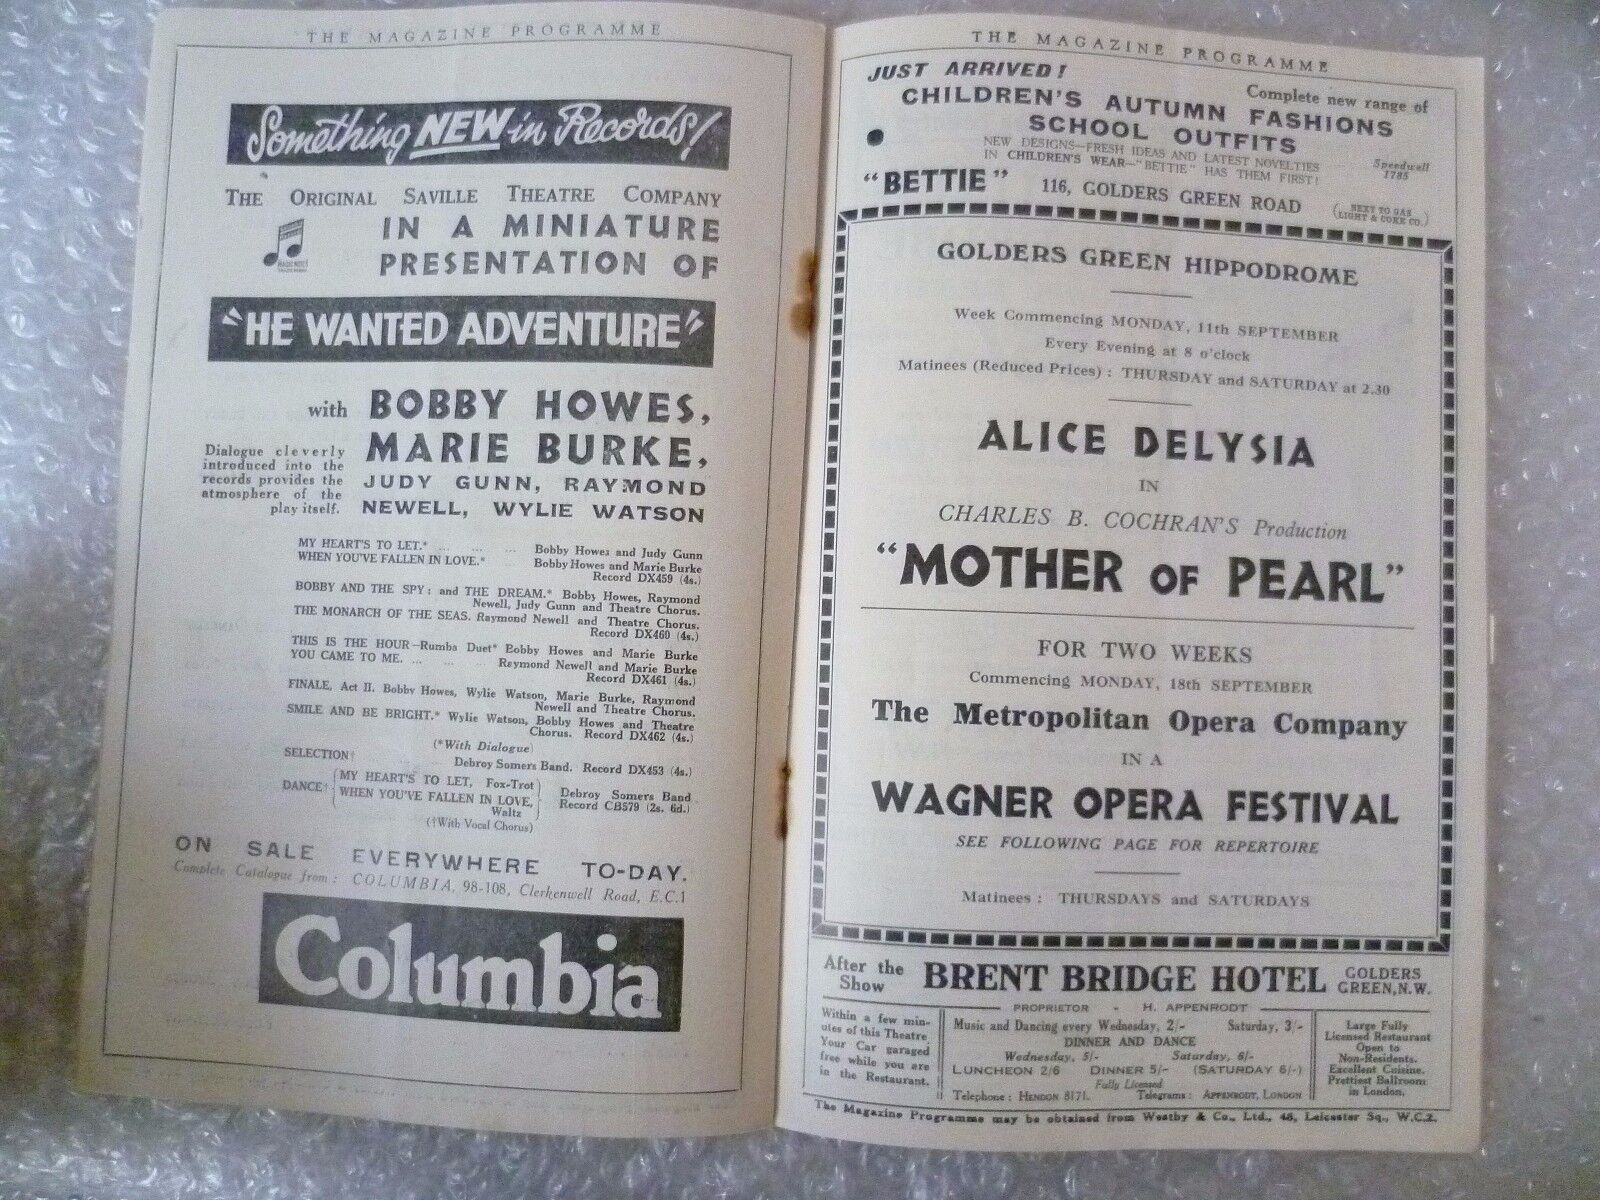 THE MAGAZINE PROGRAMME
Something NEW in Records!
THE ORIGINAL SAVILLE THEATRE COMPANY
IN A MINIATURE
PRESENTATION OF
MAGIC NOTES
"HE WANTED ADVENTURE"
with BOBBY HOWES,
MARIE BURKE,
JUDY GUNN, RAYMOND
NEWELL, WYLIE WATSON
Dialogue cleverly
introduced into the
records provides the
atmosphere of the
play itself.
MY HEART'S TO LET.* ... ... ... Bobby Howes and Judy Gunn
WHEN YOU'VE FALLEN IN LOVE.* Bobby Howes and Marie Burke
Record DX459 (4s.)
BOBBY AND THE SPY: and THE DREAM.* Bobby Howes, Raymond
Newell, Judy Gunn and Theatre Chorus.
THE MONARCH OF THE SEAS. Raymond Newell and Theatre Chorus.
Record DX460 (4s.)
THIS IS THE HOUR—Rumba Duet* Bobby Howes and Marie Burke
YOU CAME TO ME. ... ... ... Raymond Newell and Marie Burke
Record DX461 (4s.)
FINALE, Act II. Bobby Howes, Wylie Watson, Marie Burke, Raymond
Newell and Theatre Chorus.
SMILE AND BE BRIGHT.* Wylie Watson, Bobby Howes and Theatre
Chorus. Record DX462 (4s.)
(*With Dialogue)
SELECTION† Debroy Somers Band. Record DX453 (4s.)
DANCE† MY HEART'S TO LET, Fox-Trot
WHEN YOU'VE FALLEN IN LOVE,
Waltz
Debroy Somers Band
Record CB579 (2s. 6d.)
(†With Vocal Chorus)
ON SALE EVERYWHERE TO-DAY.
Complete Catalogue from: COLUMBIA, 98-108, Clerkenwell Road, E.C.1
Columbia
THE MAGAZINE PROGRAMME
JUST ARRIVED!
Complete new range of
CHILDREN'S AUTUMN FASHIONS
SCHOOL OUTFITS
NEW DESIGNS—FRESH IDEAS AND LATEST NOVELTIES
IN CHILDREN'S WEAR—"BETTIE" HAS THEM FIRST!
Speedwell
1785
"BETTIE" 116, GOLDERS GREEN ROAD
(NEXT TO GAS
LIGHT & COKE CO.)
GOLDERS GREEN HIPPODROME
Week Commencing MONDAY, 11th SEPTEMBER
Every Evening at 8 o'clock
Matinees (Reduced Prices) : THURSDAY and SATURDAY at 2.30
ALICE DELYSIA
IN
CHARLES B. COCHRAN'S Production
"MOTHER OF PEARL"
FOR TWO WEEKS
Commencing MONDAY, 18th SEPTEMBER
The Metropolitan Opera Company
IN A
WAGNER OPERA FESTIVAL
SEE FOLLOWING PAGE FOR REPERTOIRE
Matinees : THURSDAYS and SATURDAYS
After the
Show
BRENT BRIDGE HOTEL
GOLDERS
GREEN, N.W.
PROPRIETOR - H. APPENRODT
Within a few min-
utes of this Theatre
Your Car garaged
free while you are
in the Restaurant.
Music and Dancing every Wednesday, 2/- Saturday, 3/-
DINNER AND DANCE
Wednesday, 5/- Saturday, 6/-
LUNCHEON 2/6 DINNER 5/- (SATURDAY 6/-)
Fully Licensed
Telephone: HENDON 8171. Telegrams: APPENRODT, LONDON
Large Fully
Licensed Restaurant
Open to
Non-Residents.
Excellent Cuisine.
Prettiest Ballroom
in London.
The Magazine Programme may be obtained from Westby & Co., Ltd., 48, Leicester Sq., W.C.2.